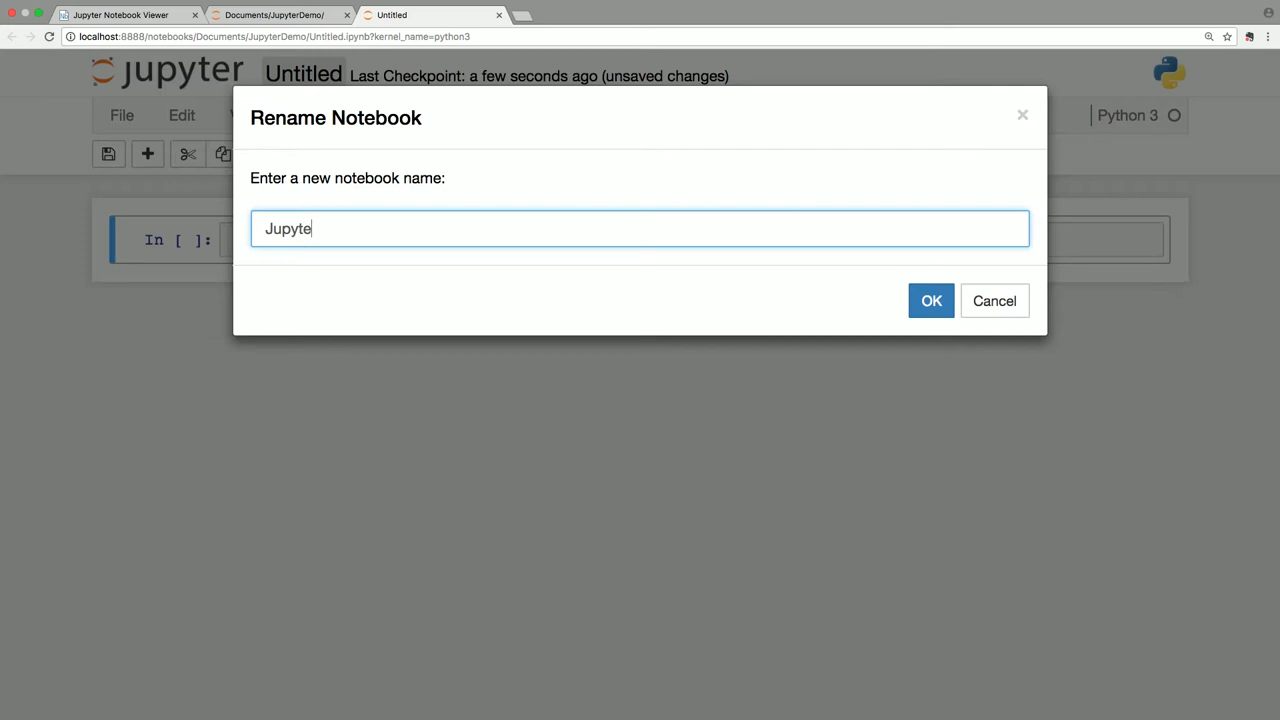 Jupyter Notebook Viewer
Documents/JupyterDemo/
Untitled
localhost:8888/notebooks/Documents/JupyterDemo/Untitled.ipynb?kernel_name=python3
jupyter Untitled Last Checkpoint: a few seconds ago (unsaved changes)
File Edit Python 3
Rename Notebook
Enter a new notebook name:
Jupyte
In [ ]:
OK Cancel